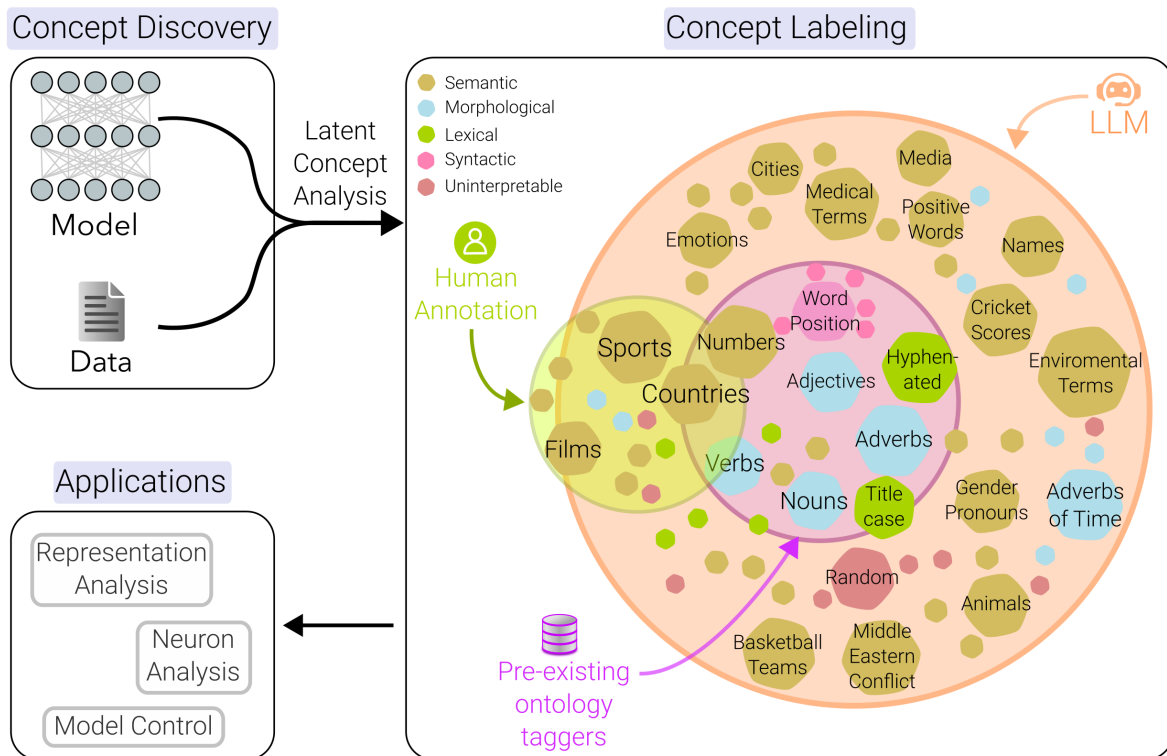 Concept Discovery
Model
Data
Latent
Concept
Analysis
Concept Labeling
Semantic
Morphological
Lexical
Syntactic
Uninterpretable
LLM
Human
Annotation
Cities
Media
Medical
Terms
Positive
Words
Emotions
Names
Word
Position
Cricket
Scores
Sports
Numbers
Hyphen-
ated
Enviromental
Terms
Countries
Adjectives
Films
Verbs
Adverbs
Nouns
Title
case
Gender
Pronouns
Adverbs
of Time
Random
Animals
Basketball
Teams
Middle
Eastern
Conflict
Pre-existing
ontology
taggers
Applications
Representation
Analysis
Neuron
Analysis
Model Control